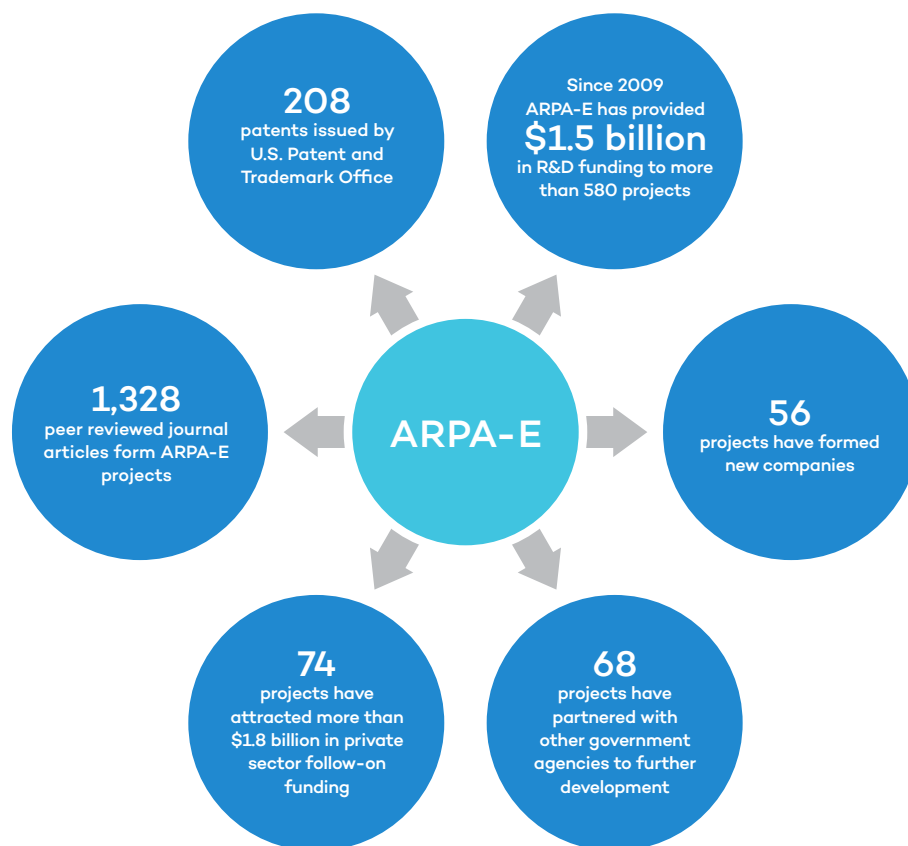 208
patents issued by
U.S. Patent and
Trademark Office
Since 2009
ARPA-E has provided
$1.5 billion
in R&D funding to more
than 580 projects
1,328
peer reviewed journal
articles form ARPA-E
projects
ARPA-E
56
projects have formed
new companies
74
projects have
attracted more than
$1.8 billion in private
sector follow-on
funding
68
projects have
partnered with
other government
agencies to further
development